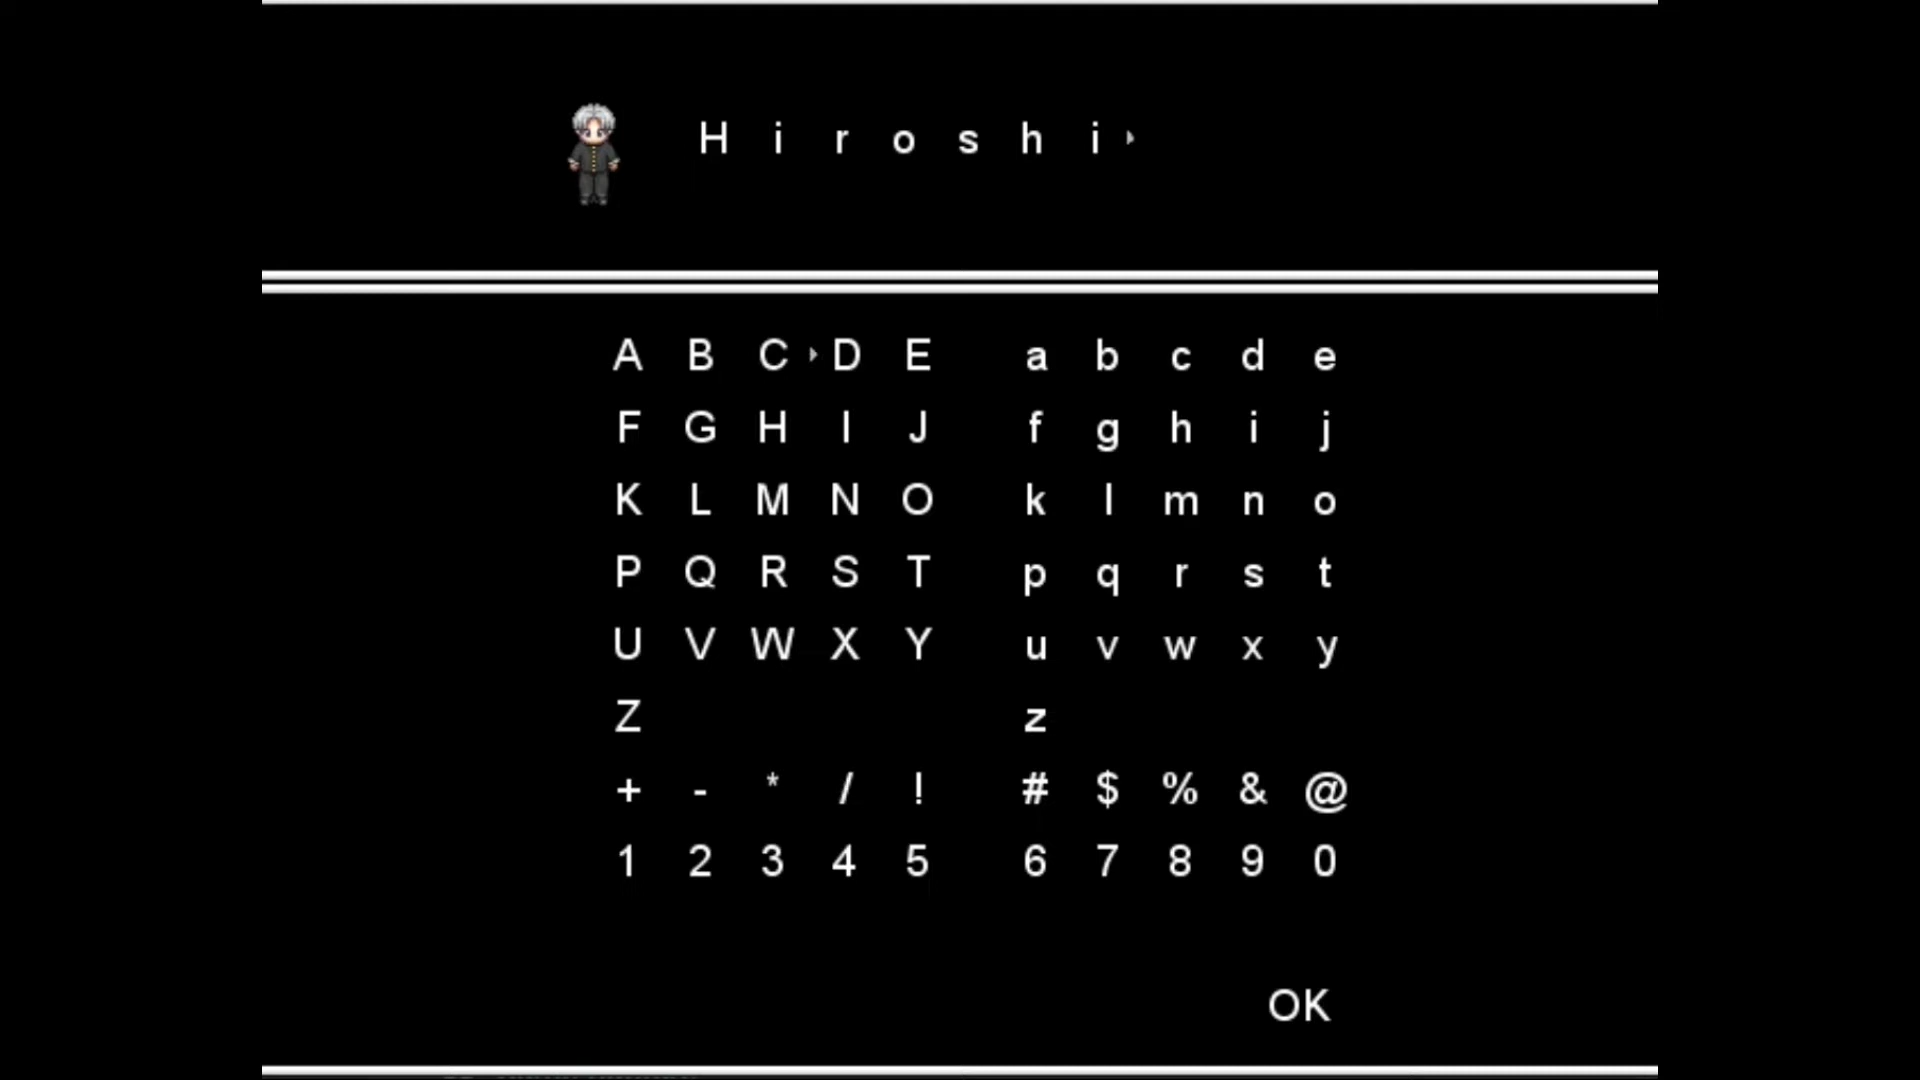 Hiroshi
A B C D E a b c d e
F G H I J f g h i j
K L M N O k l m n o
P Q R S T p q r s t
U V W X Y u v w x y
Z z
+ - * / ! # $ % & @
1 2 3 4 5 6 7 8 9 0
OK